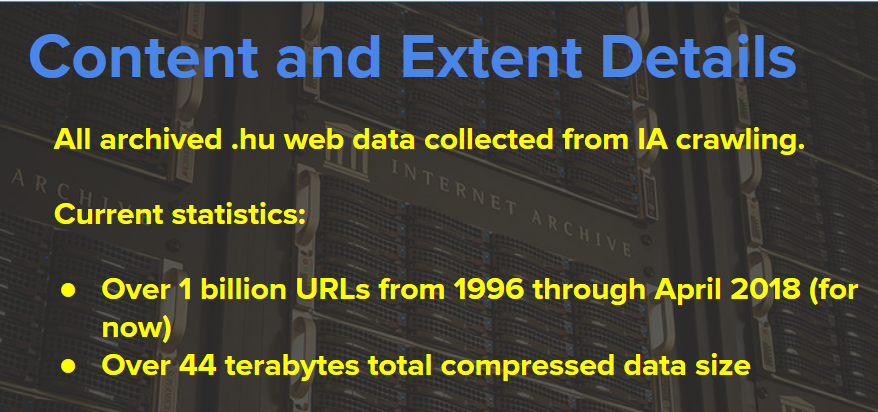 Content and Extent Details
All archived .hu web data collected from IA crawling.
ARCHIV
INTERNET ARCHIVE
Current statistics:
● Over 1 billion URLs from 1996 through April 2018 (for
now)
● Over 44 terabytes total compressed data size